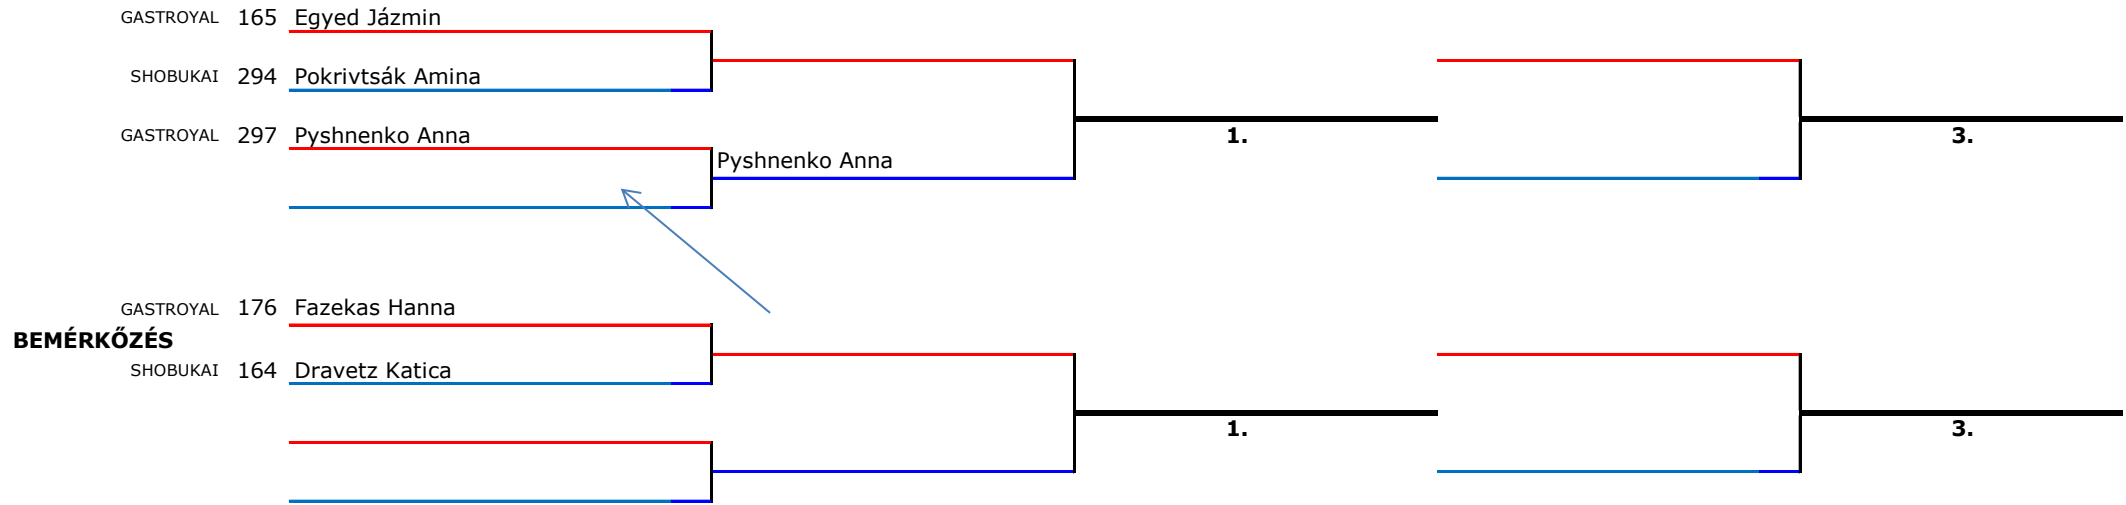 GASTROYAL 165 Egyed Jázmin
SHOBUKAI 294 Pokrivtsák Amina
GASTROYAL 297 Pyshnenko Anna
1.
3.
Pyshnenko Anna
GASTROYAL 176 Fazekas Hanna
BEMÉRKŐZÉS
SHOBUKAI 164 Dravetz Katica
1.
3.